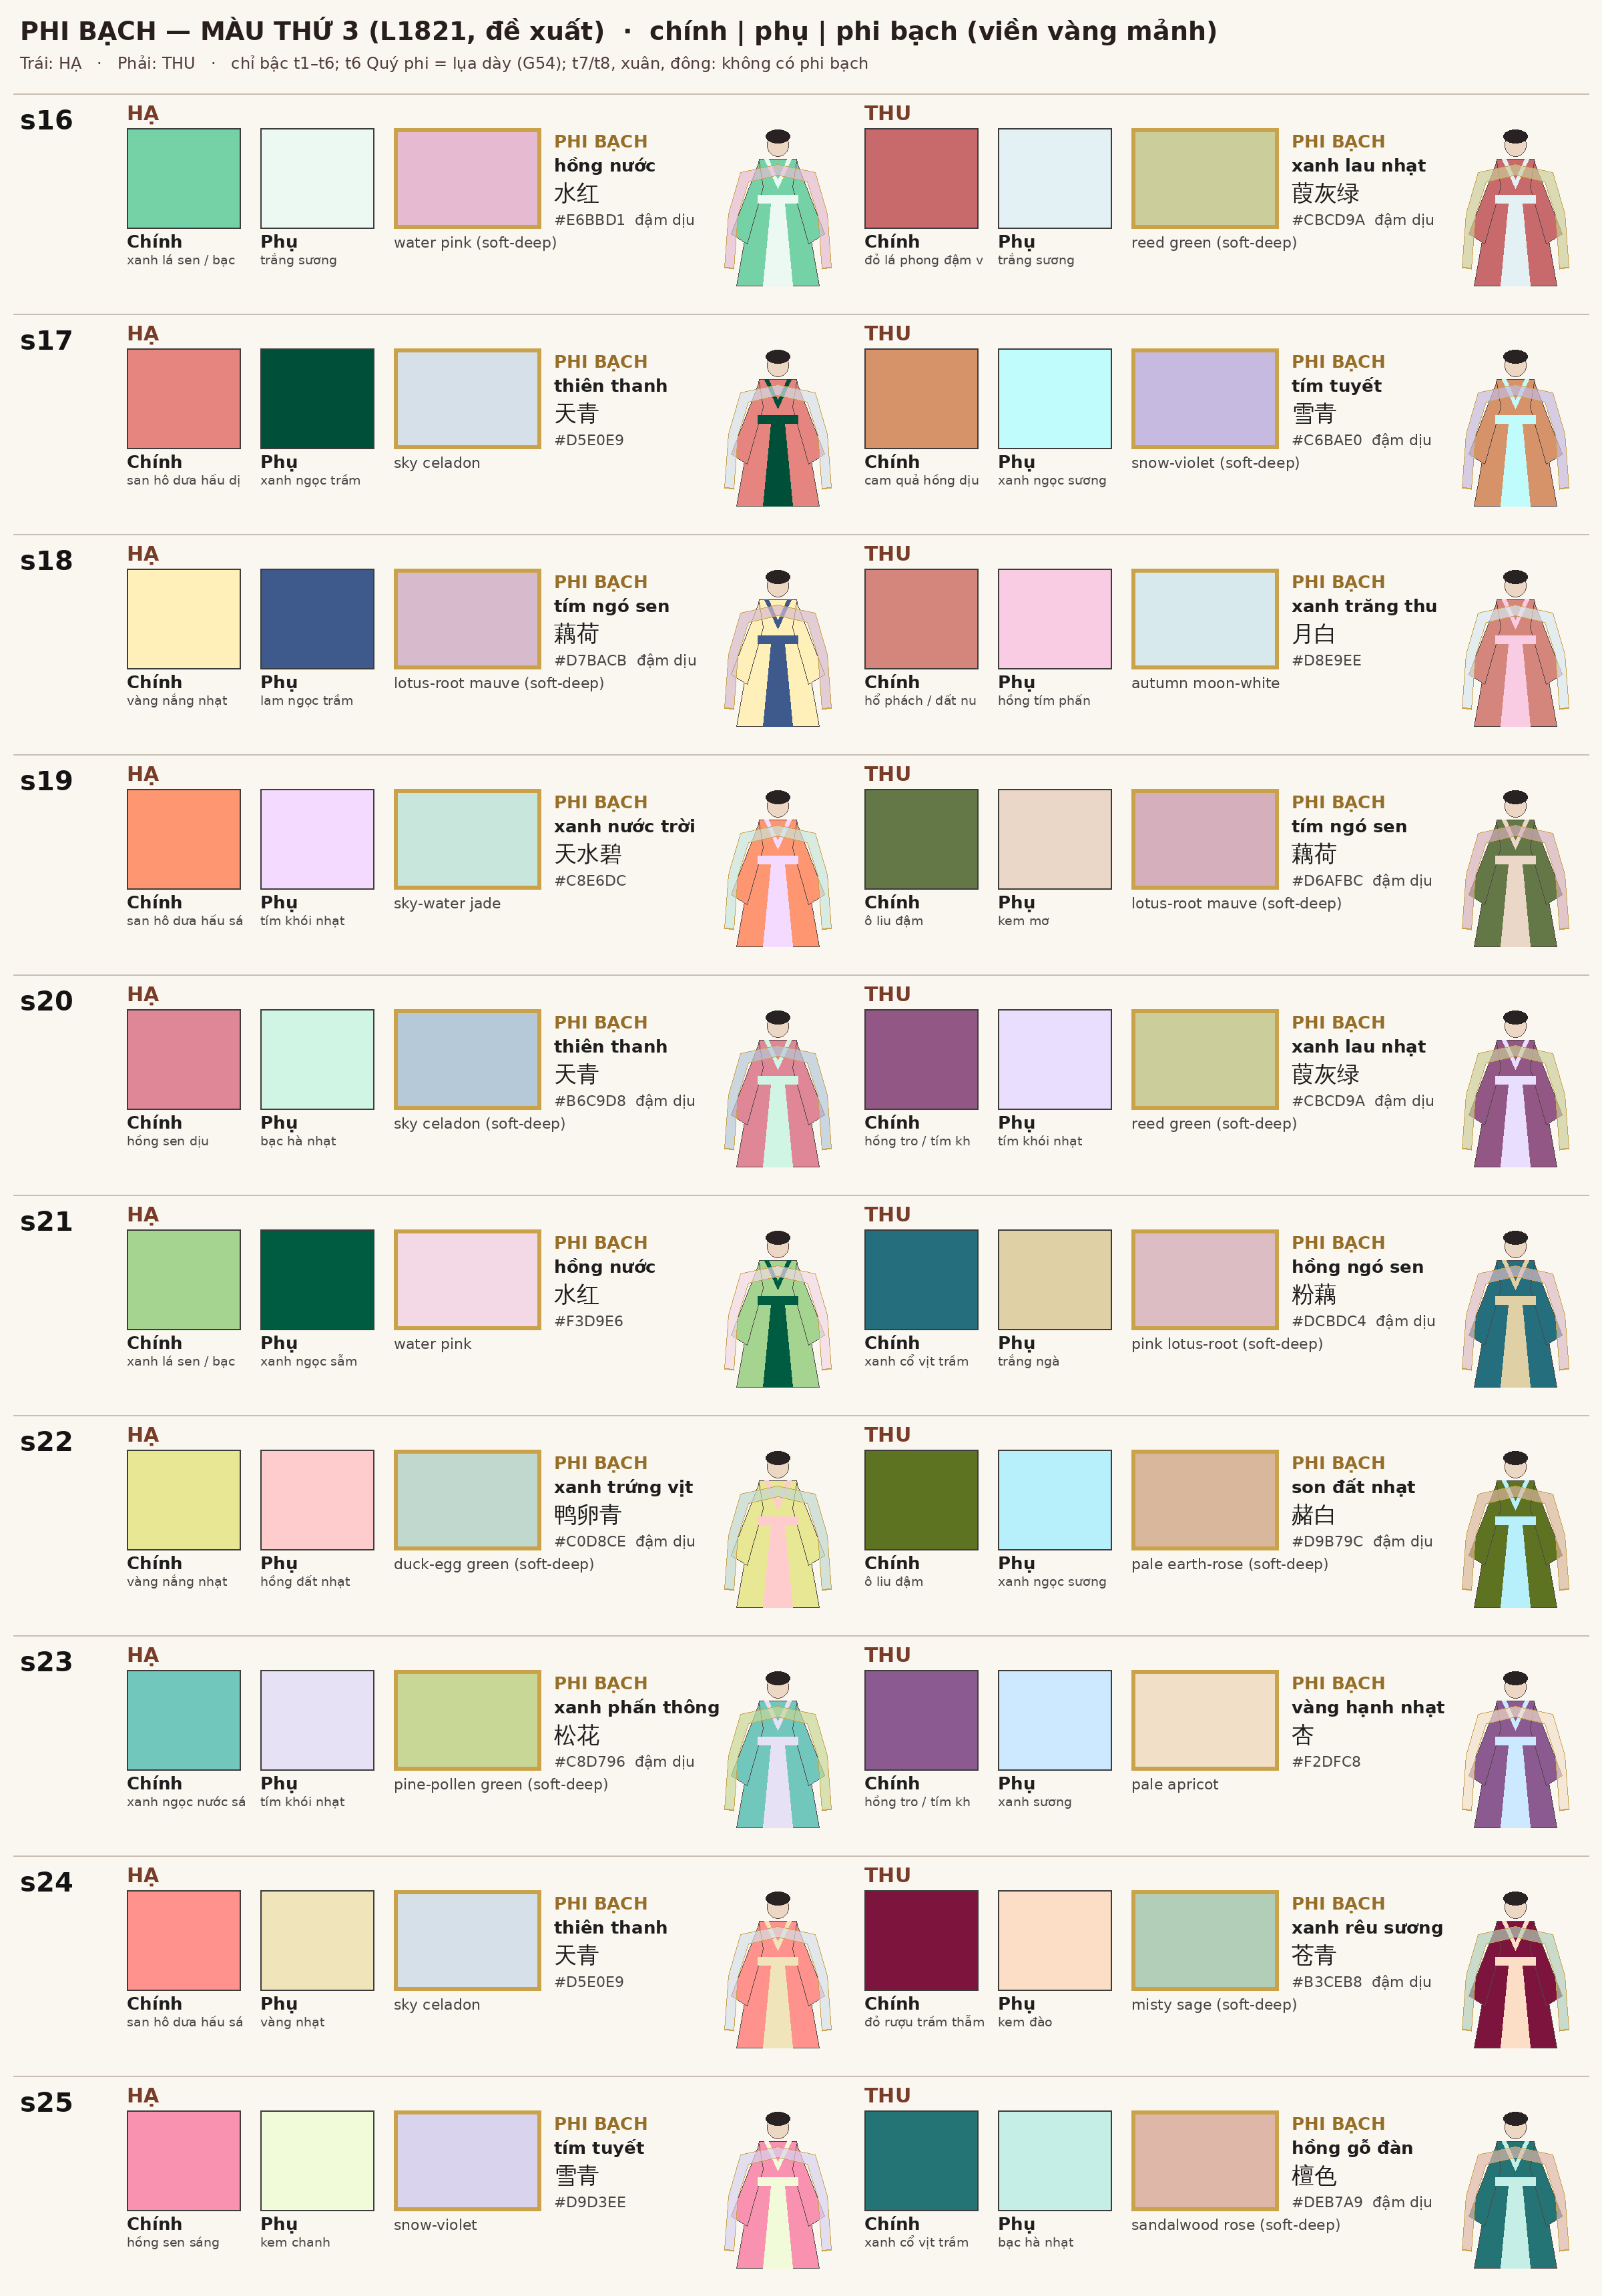 PHI BẠCH — MÀU THỨ 3 (L1821, đề xuất) · chính | phụ | phi bạch (viền vàng mảnh)
Trái: HẠ · Phải: THU · chỉ bậc t1–t6; t6 Quý phi = lụa dày (G54); t7/t8, xuân, đông: không có phi bạch
s16
HẠ
PHI BẠCH
hồng nước
水红
#E6BBD1 đậm dịu
Chính
xanh lá sen / bạc
Phụ
trắng sương
water pink (soft-deep)
THU
PHI BẠCH
xanh lau nhạt
葭灰绿
#CBCD9A đậm dịu
Chính
đỏ lá phong đậm v
Phụ
trắng sương
reed green (soft-deep)
s17
HẠ
PHI BẠCH
thiên thanh
天青
#D5E0E9
Chính
san hô dưa hấu dị
Phụ
xanh ngọc trầm
sky celadon
THU
PHI BẠCH
tím tuyết
雪青
#C6BAE0 đậm dịu
Chính
cam quả hồng dịu
Phụ
xanh ngọc sương
snow-violet (soft-deep)
s18
HẠ
PHI BẠCH
tím ngó sen
藕荷
#D7BACB đậm dịu
Chính
vàng nắng nhạt
Phụ
lam ngọc trầm
lotus-root mauve (soft-deep)
THU
PHI BẠCH
xanh trăng thu
月白
#D8E9EE
Chính
hổ phách / đất nu
Phụ
hồng tím phấn
autumn moon-white
s19
HẠ
PHI BẠCH
xanh nước trời
天水碧
#C8E6DC
Chính
san hô dưa hấu sá
Phụ
tím khói nhạt
sky-water jade
THU
PHI BẠCH
tím ngó sen
藕荷
#D6AFBC đậm dịu
Chính
ô liu đậm
Phụ
kem mơ
lotus-root mauve (soft-deep)
s20
HẠ
PHI BẠCH
thiên thanh
天青
#B6C9D8 đậm dịu
Chính
hồng sen dịu
Phụ
bạc hà nhạt
sky celadon (soft-deep)
THU
PHI BẠCH
xanh lau nhạt
葭灰绿
#CBCD9A đậm dịu
Chính
hồng tro / tím kh
Phụ
tím khói nhạt
reed green (soft-deep)
s21
HẠ
PHI BẠCH
hồng nước
水红
#F3D9E6
Chính
xanh lá sen / bạc
Phụ
xanh ngọc sẫm
water pink
THU
PHI BẠCH
hồng ngó sen
粉藕
#DCBDC4 đậm dịu
Chính
xanh cổ vịt trầm
Phụ
trắng ngà
pink lotus-root (soft-deep)
s22
HẠ
PHI BẠCH
xanh trứng vịt
鸭卵青
#C0D8CE đậm dịu
Chính
vàng nắng nhạt
Phụ
hồng đất nhạt
duck-egg green (soft-deep)
THU
PHI BẠCH
son đất nhạt
赭白
#D9B79C đậm dịu
Chính
ô liu đậm
Phụ
xanh ngọc sương
pale earth-rose (soft-deep)
s23
HẠ
PHI BẠCH
xanh phấn thông
松花
#C8D796 đậm dịu
Chính
xanh ngọc nước sá
Phụ
tím khói nhạt
pine-pollen green (soft-deep)
THU
PHI BẠCH
vàng hạnh nhạt
杏
#F2DFC8
Chính
hồng tro / tím kh
Phụ
xanh sương
pale apricot
s24
HẠ
PHI BẠCH
thiên thanh
天青
#D5E0E9
Chính
san hô dưa hấu sá
Phụ
vàng nhạt
sky celadon
THU
PHI BẠCH
xanh rêu sương
苍青
#B3CEB8 đậm dịu
Chính
đỏ rượu trầm thẫm
Phụ
kem đào
misty sage (soft-deep)
s25
HẠ
PHI BẠCH
tím tuyết
雪青
#D9D3EE
Chính
hồng sen sáng
Phụ
kem chanh
snow-violet
THU
PHI BẠCH
hồng gỗ đàn
檀色
#DEB7A9 đậm dịu
Chính
xanh cổ vịt trầm
Phụ
bạc hà nhạt
sandalwood rose (soft-deep)